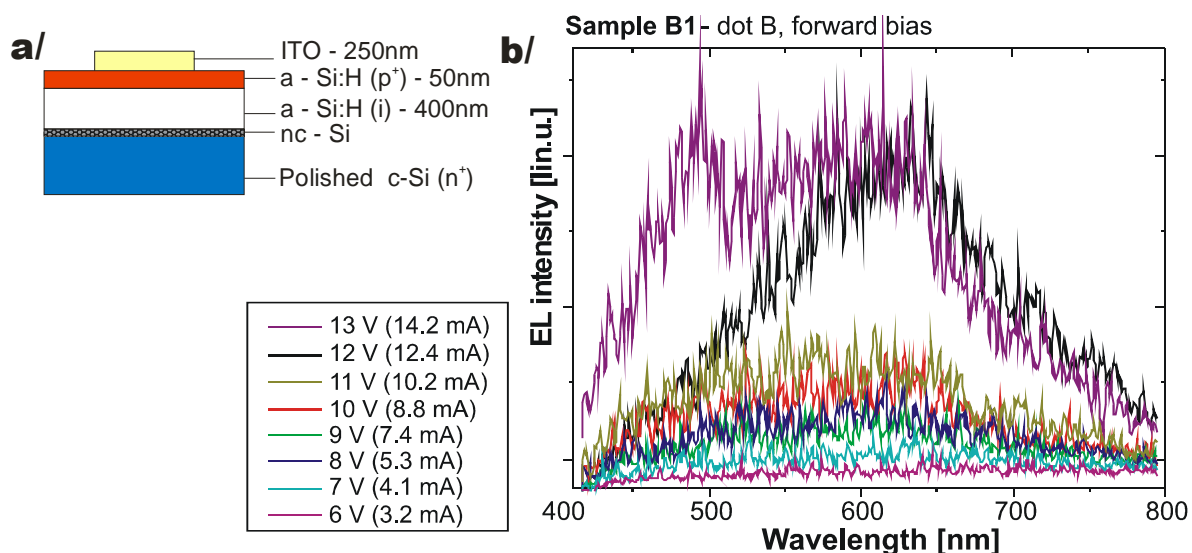 a/
ITO - 250nm
a - Si:H (p⁺) - 50nm
a - Si:H (i) - 400nm
nc - Si
Polished c-Si (n⁺)
13 V (14.2 mA)
12 V (12.4 mA)
11 V (10.2 mA)
10 V (8.8 mA)
9 V (7.4 mA)
8 V (5.3 mA)
7 V (4.1 mA)
6 V (3.2 mA)
b/
Sample B1 - dot B, forward bias
EL intensity [lin.u.]
400 500 600 700 800
Wavelength [nm]